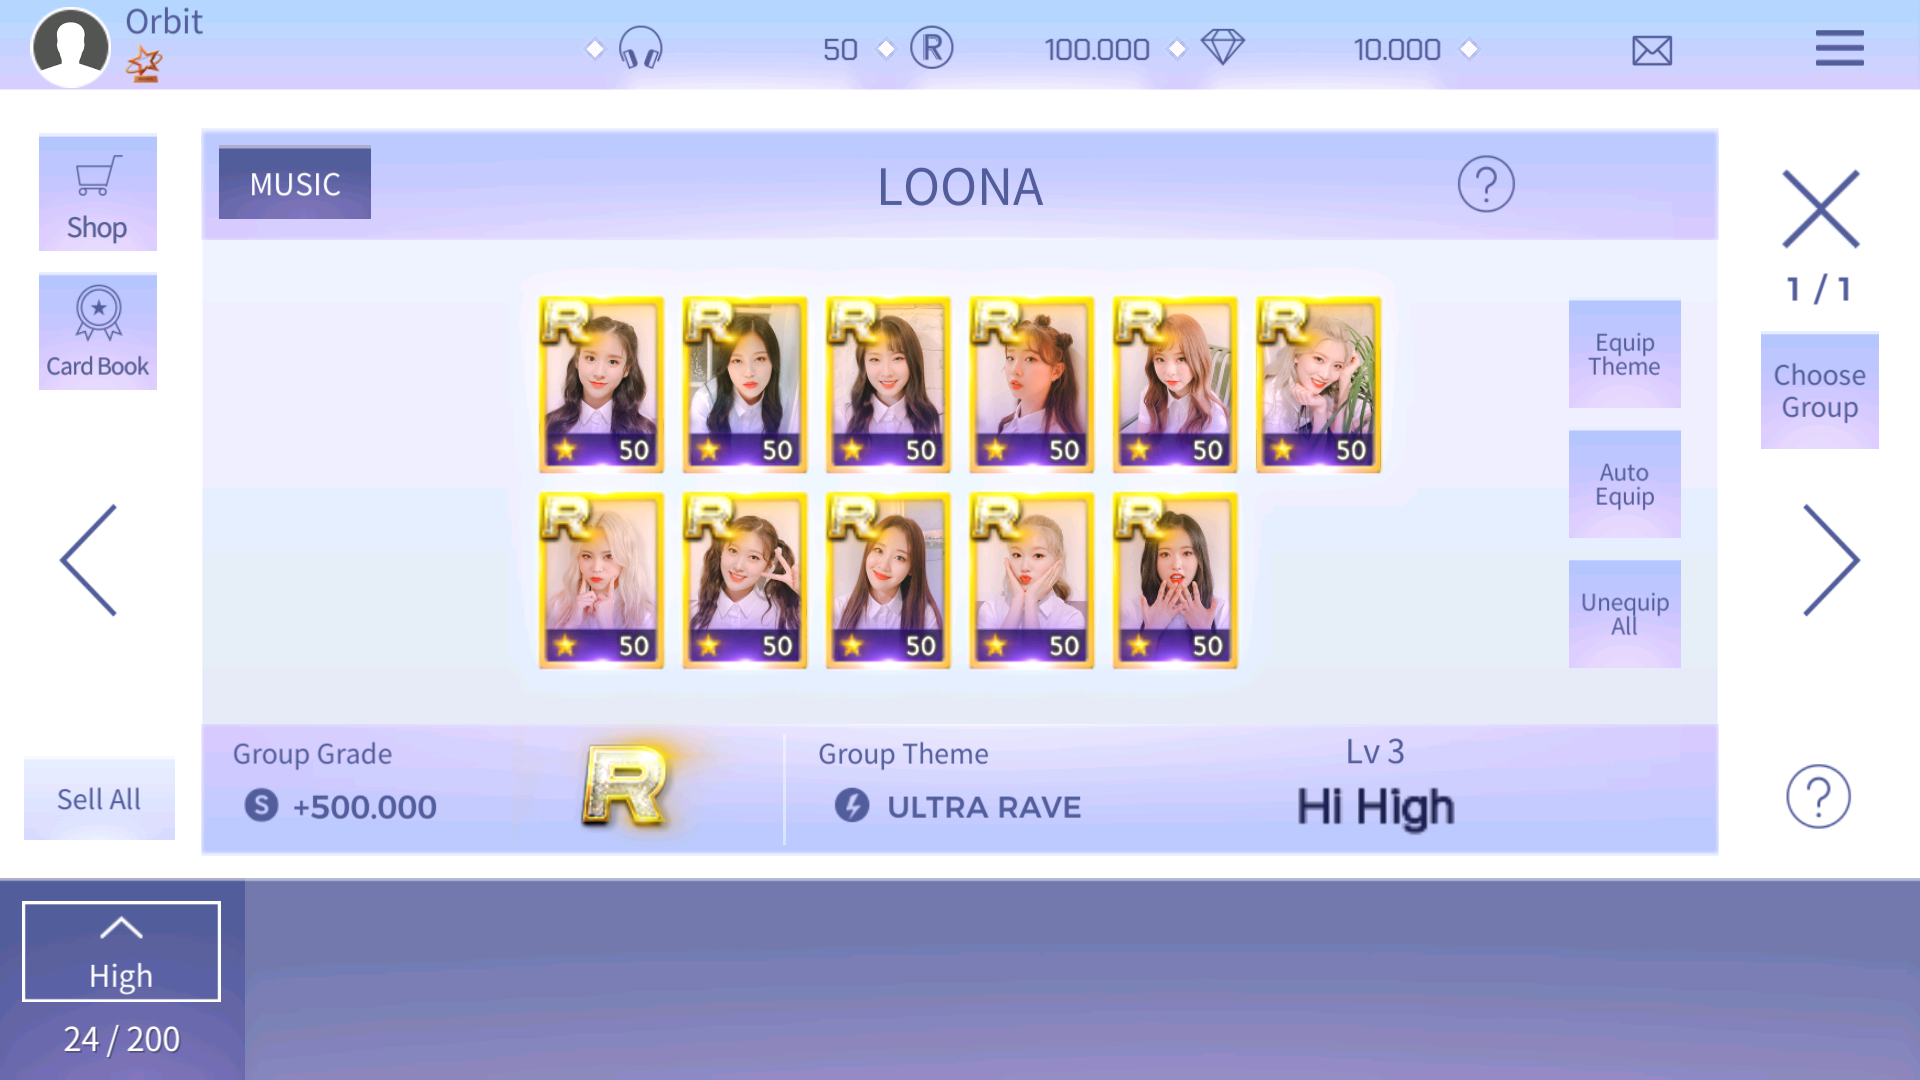 Orbit
50
R
100.000
10.000
Shop
MUSIC
LOONA
?
1 / 1
Card Book
R
R
R
R
R
R
50
50
50
50
50
50
Equip
Theme
Choose
Group
Auto
Equip
R
R
R
R
R
50
50
50
50
50
Unequip
All
Group Grade
S +500.000
R
Group Theme
ULTRA RAVE
Lv 3
Hi High
Sell All
?
High
24 / 200